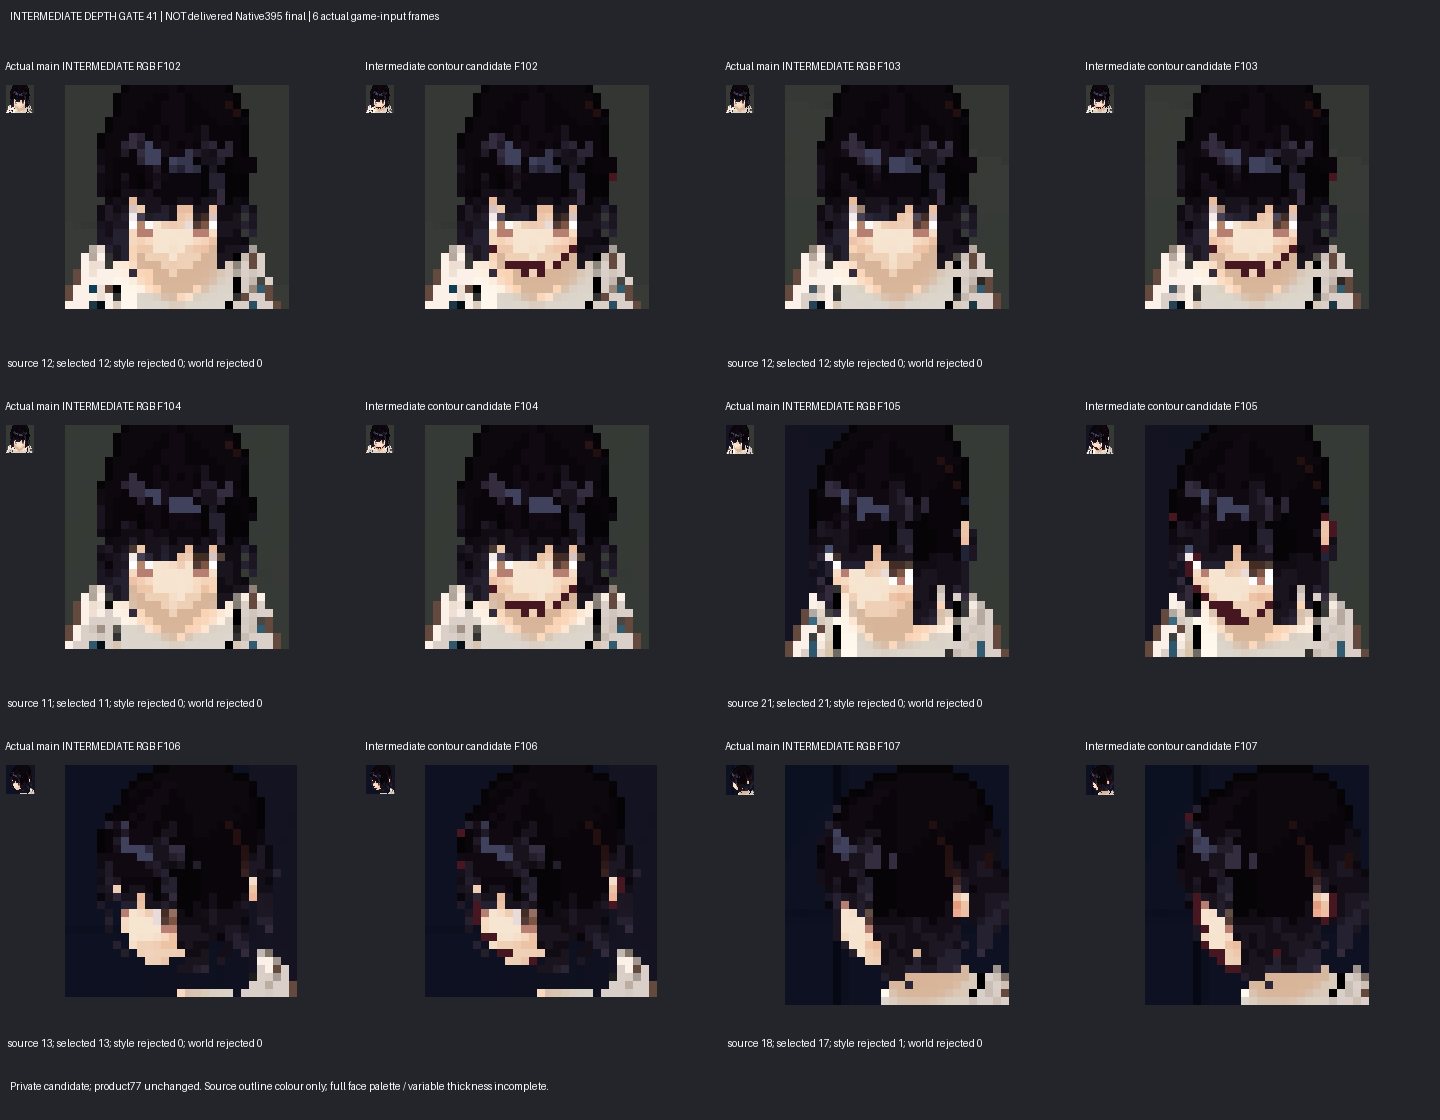 INTERMEDIATE DEPTH GATE 41 | NOT delivered Native395 final | 6 actual game-input frames
Actual main INTERMEDIATE RGB F102
Intermediate contour candidate F102
Actual main INTERMEDIATE RGB F103
Intermediate contour candidate F103
source 12; selected 12; style rejected 0; world rejected 0
source 12; selected 12; style rejected 0; world rejected 0
Actual main INTERMEDIATE RGB F104
Intermediate contour candidate F104
Actual main INTERMEDIATE RGB F105
Intermediate contour candidate F105
source 11; selected 11; style rejected 0; world rejected 0
source 21; selected 21; style rejected 0; world rejected 0
Actual main INTERMEDIATE RGB F106
Intermediate contour candidate F106
Actual main INTERMEDIATE RGB F107
Intermediate contour candidate F107
source 13; selected 13; style rejected 0; world rejected 0
source 18; selected 17; style rejected 1; world rejected 0
Private candidate; product77 unchanged. Source outline colour only; full face palette / variable thickness incomplete.